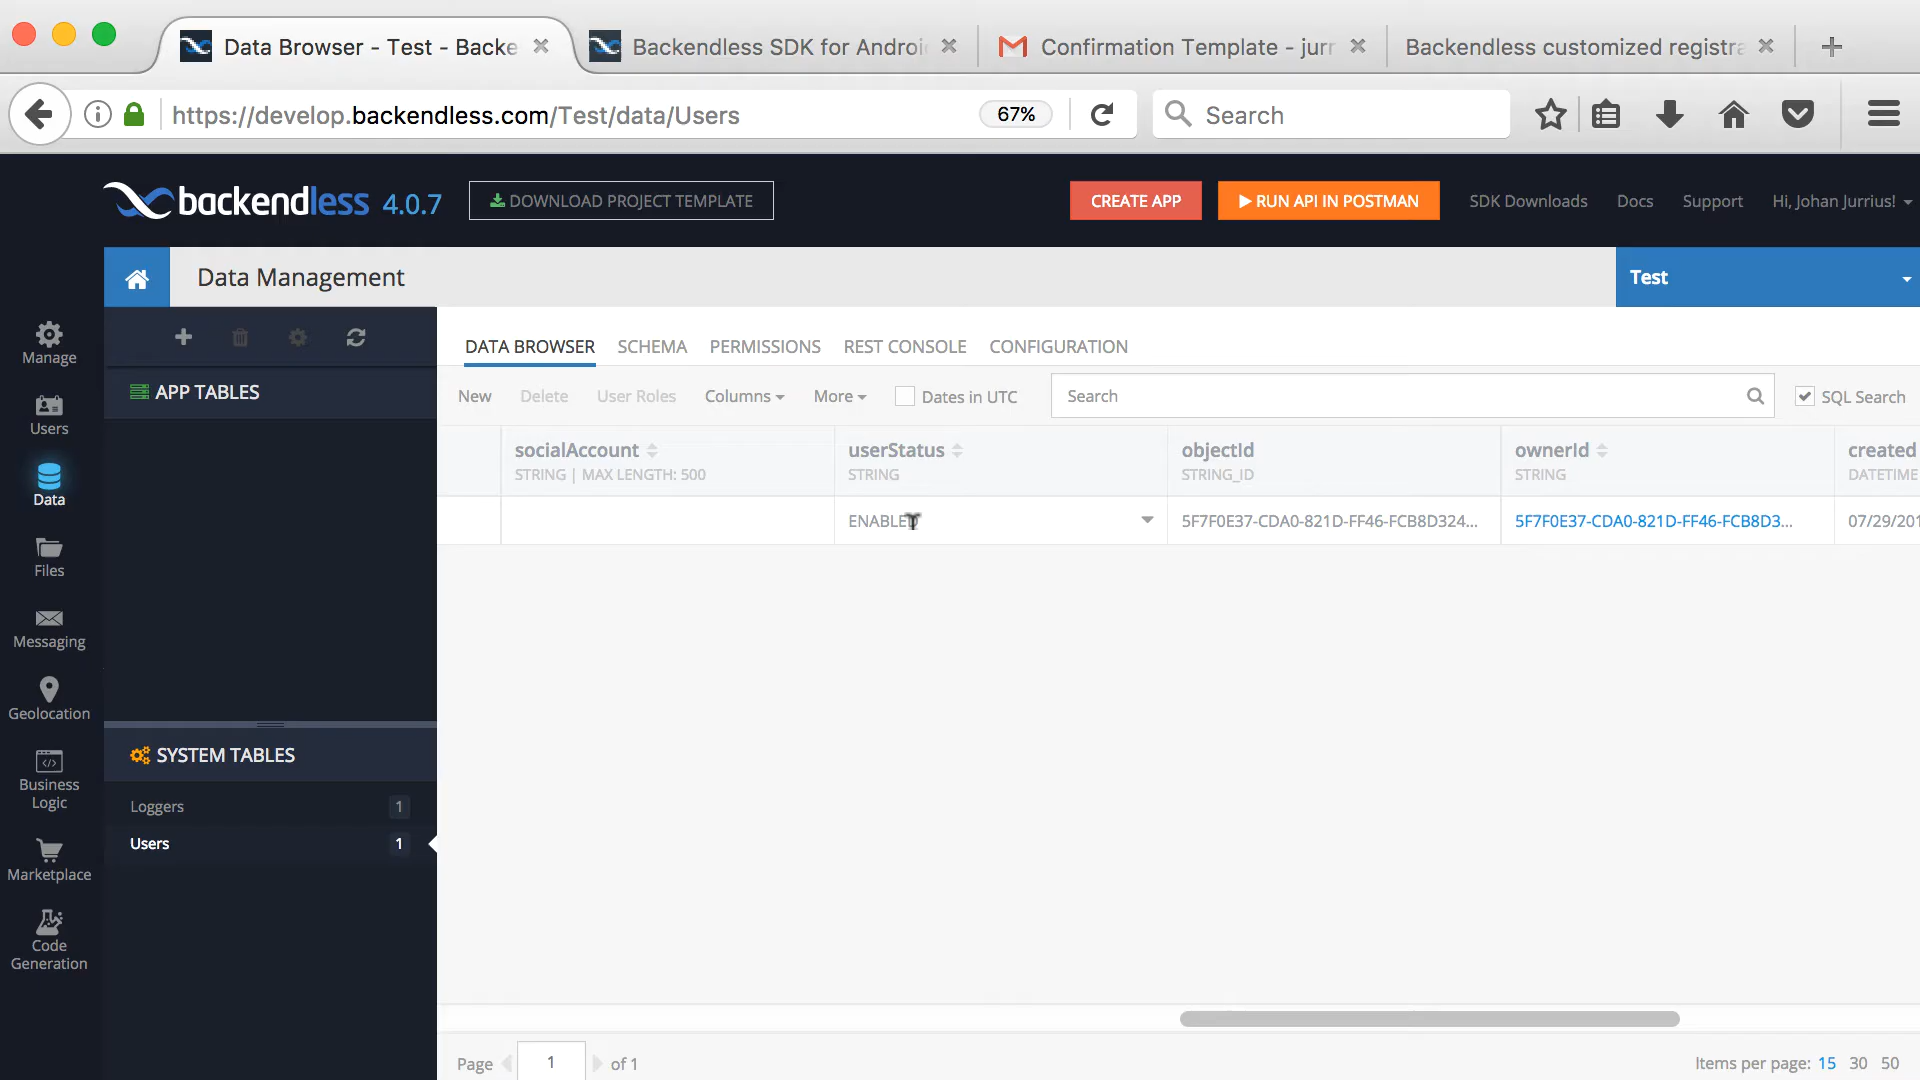 Data Browser - Test - Backe
Backendless SDK for Androi
Confirmation Template - jurr
Backendless customized registra
https://develop.backendless.com/Test/data/Users
67%
Search
backendless 4.0.7
DOWNLOAD PROJECT TEMPLATE
CREATE APP
RUN API IN POSTMAN
SDK Downloads
Docs
Support
Hi, Johan Jurrius!
Data Management
Test
Manage
Users
Data
Files
Messaging
Geolocation
Business
Logic
Marketplace
Code
Generation
APP TABLES
SYSTEM TABLES
Loggers 1
Users 1
DATA BROWSER SCHEMA PERMISSIONS REST CONSOLE CONFIGURATION
New Delete User Roles Columns More Dates in UTC Search SQL Search
socialAccount userStatus objectId ownerId created
STRING | MAX LENGTH: 500 STRING STRING_ID STRING DATETIME
ENABLED 5F7F0E37-CDA0-821D-FF46-FCB8D324... 5F7F0E37-CDA0-821D-FF46-FCB8D3... 07/29/201
Page 1 of 1
Items per page: 15 30 50